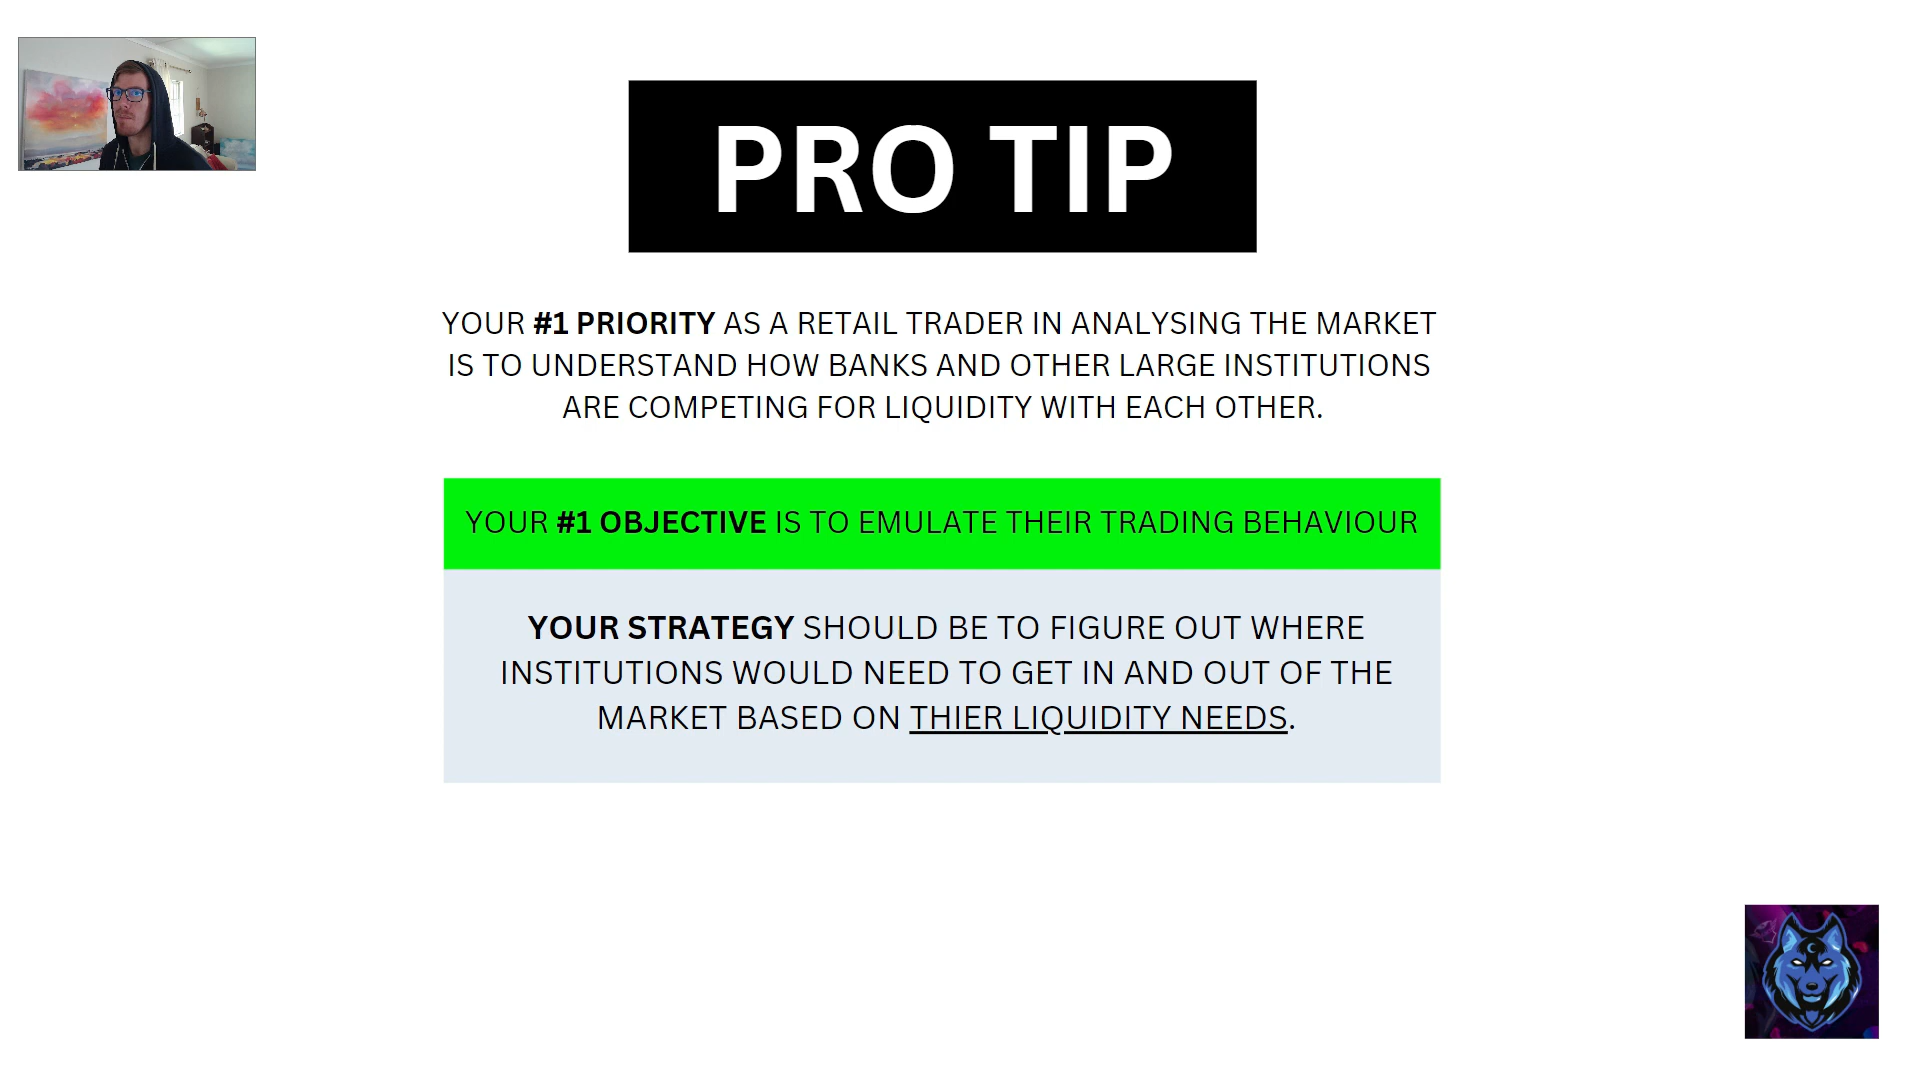 PRO TIP
YOUR #1 PRIORITY AS A RETAIL TRADER IN ANALYSING THE MARKET
IS TO UNDERSTAND HOW BANKS AND OTHER LARGE INSTITUTIONS
ARE COMPETING FOR LIQUIDITY WITH EACH OTHER.
YOUR #1 OBJECTIVE IS TO EMULATE THEIR TRADING BEHAVIOUR
YOUR STRATEGY SHOULD BE TO FIGURE OUT WHERE
INSTITUTIONS WOULD NEED TO GET IN AND OUT OF THE
MARKET BASED ON THIER LIQUIDITY NEEDS.